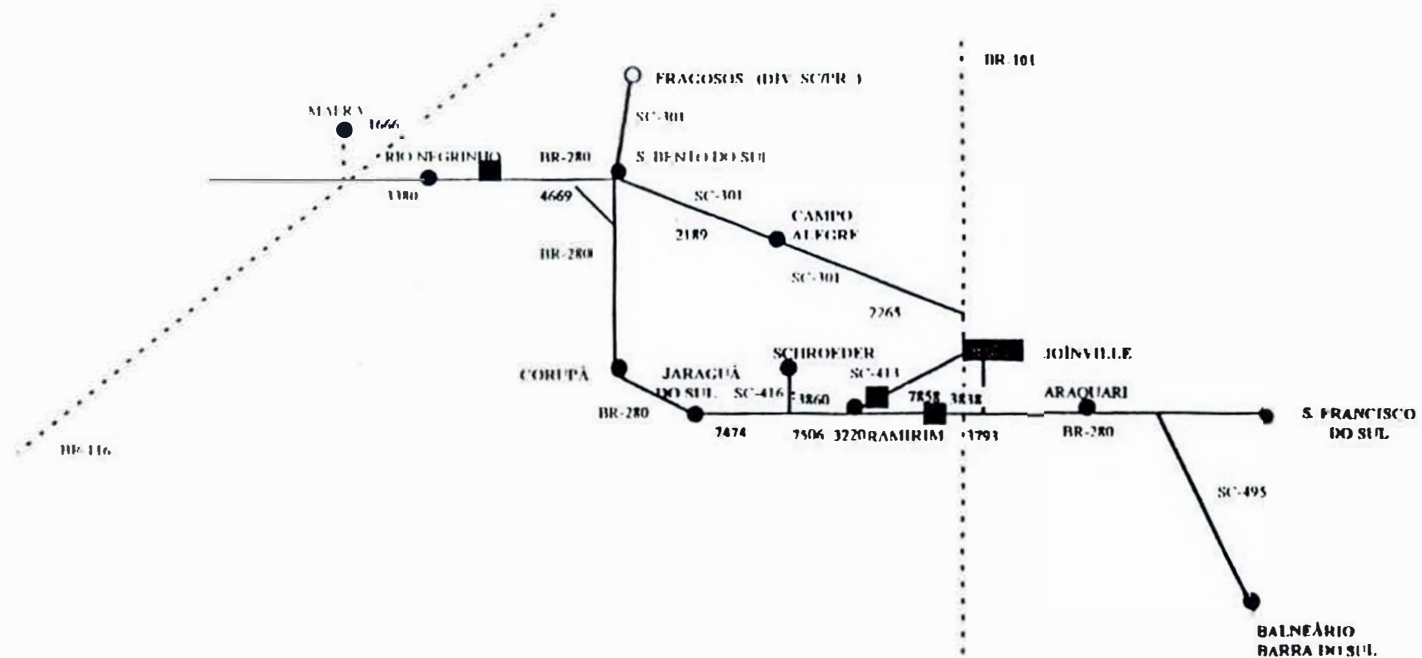 BR-101
FRAGOSOS (DIV SC/PR )
MAFRA
1666
SC-301
RIO NEGRINHO
BR-280
S. BENTO DO SUL
3380
4669
SC-301
2189
CAMPO
ALEGRE
BR-280
SC-301
2265
SCHROEDER
JOINVILLE
CORUPÁ
JARAGUÁ
DO SUL
SC-413
SC-416
3860
7858
3838
ARAQUARI
BR-280
7474
7506
3220
RAMIRIM
3793
BR-280
S. FRANCISCO
DO SUL
BR-116
SC-495
BALNEÁRIO
BARRA DO SUL